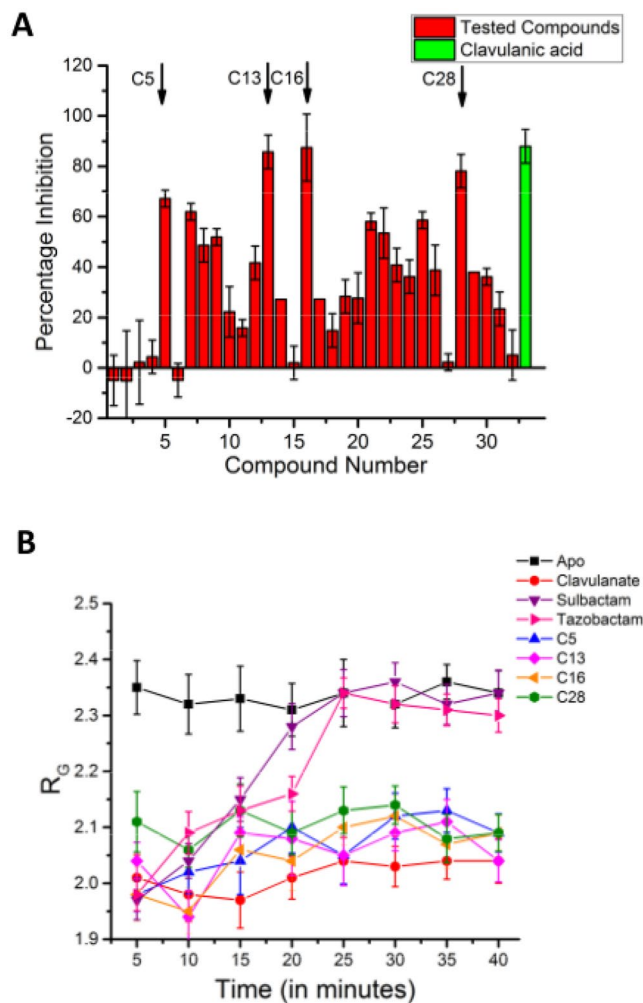 A
Tested Compounds
Clavulanic acid
C5
C13
C16
C28
120
100
80
60
40
20
0
-20
Percentage Inhibition
5 10 15 20 25 30
Compound Number
B
Apo
Clavulanate
Sulbactam
Tazobactam
C5
C13
C16
C28
2.5
2.4
2.3
2.2
2.1
2.0
1.9
RG
5 10 15 20 25 30 35 40
Time (in minutes)